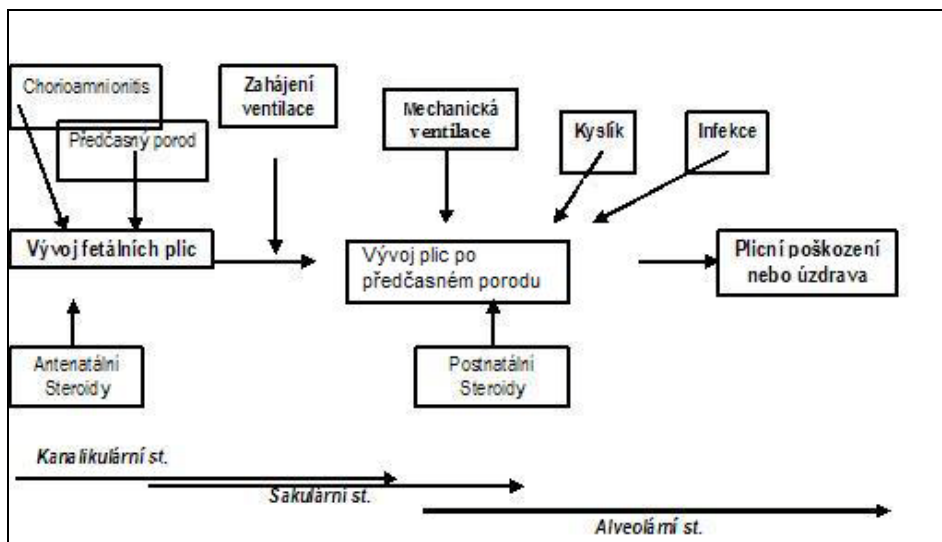 Chorioamnionitis
Předčasný porod
Zahájení
ventilace
Mechanická
ventilace
Kyslík
Infekce
Vývoj fetálních plic
Vývoj plic po
předčasném porodu
Plicní poškození
nebo úzdrava
Antenatální
Steroidy
Postnatální
Steroidy
Kanalikulární st.
Sakulární st.
Alveolární st.